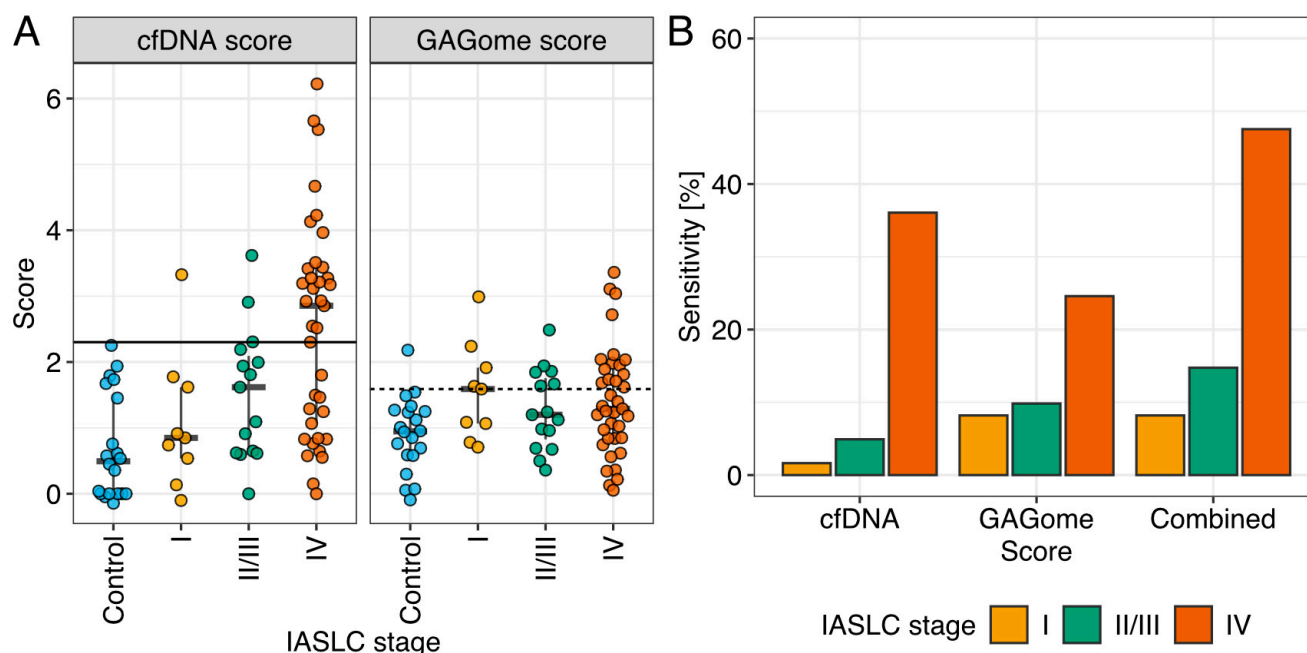 A
cfDNA score
GAGome score
Score
6
4
2
0
Control
I
II/III
IV
Control
I
II/III
IV
IASLC stage
B
Sensitivity [%]
60
40
20
0
cfDNA
GAGome
Combined
Score
IASLC stage I II/III IV